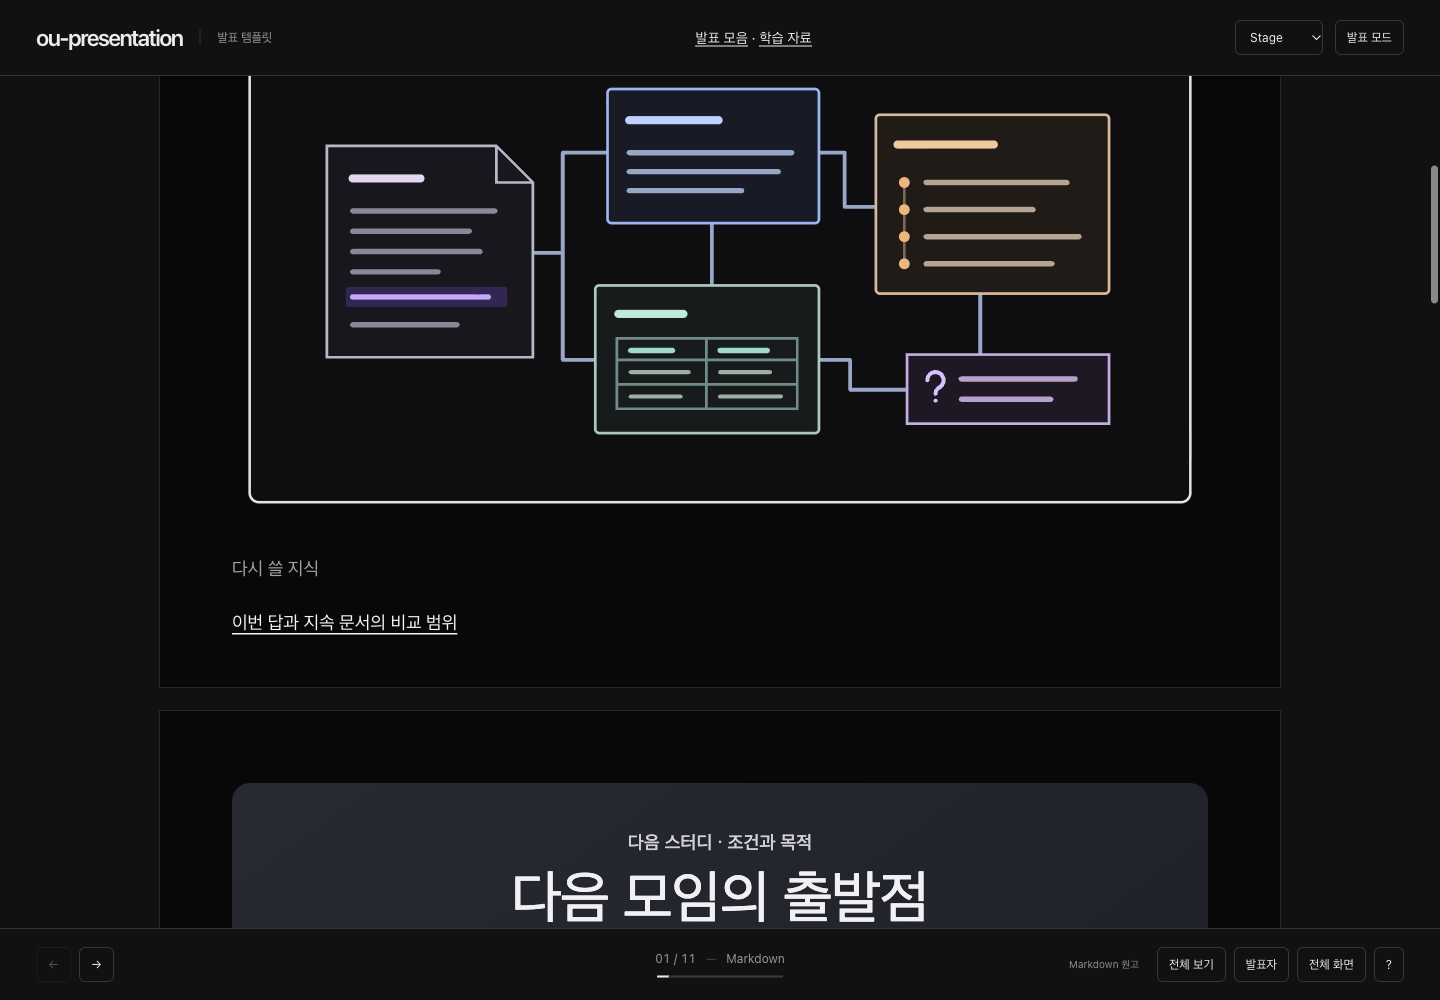 ou-presentation
발표 템플릿
발표 모음 · 학습 자료
Stage
발표 모드
?
다시 쓸 지식
이번 답과 지속 문서의 비교 범위
다음 스터디 · 조건과 목적
다음 모임의 출발점
← →
01 / 11 — Markdown
Markdown 원고
전체 보기
발표자
전체 화면
?